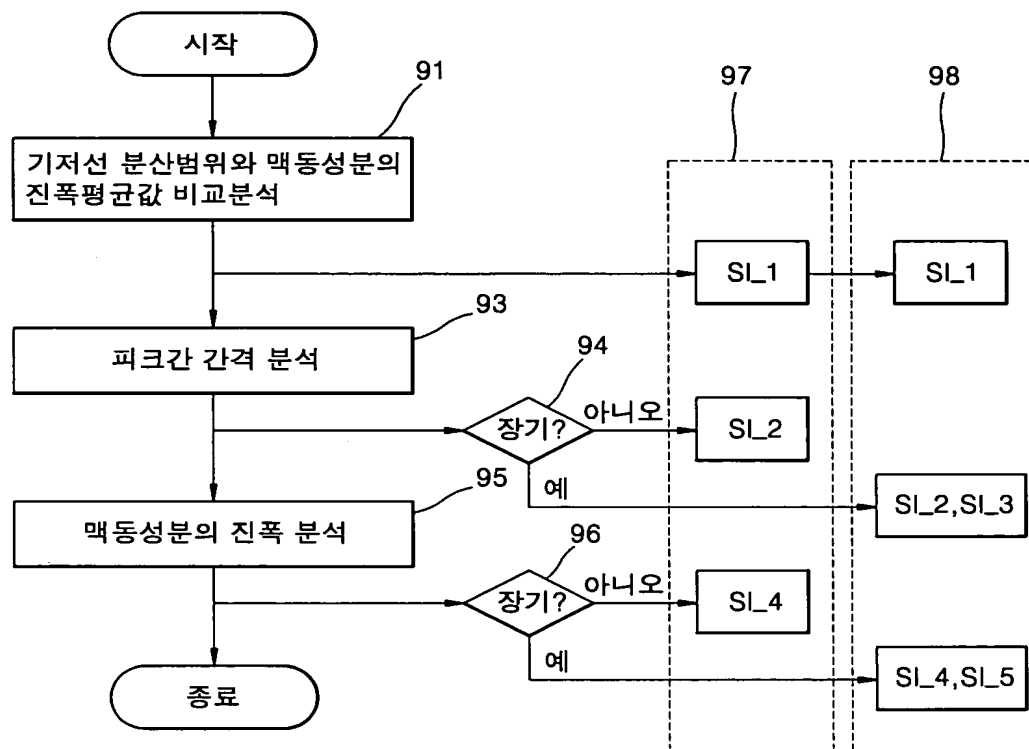 시작
91
97
98
기저선 분산범위와 맥동성분의
진폭평균값 비교분석
SI_1
SI_1
93
피크간 간격 분석
94
장기?
아니오
SI_2
예
SI_2,SI_3
95
맥동성분의 진폭 분석
96
장기?
아니오
SI_4
예
SI_4,SI_5
종료